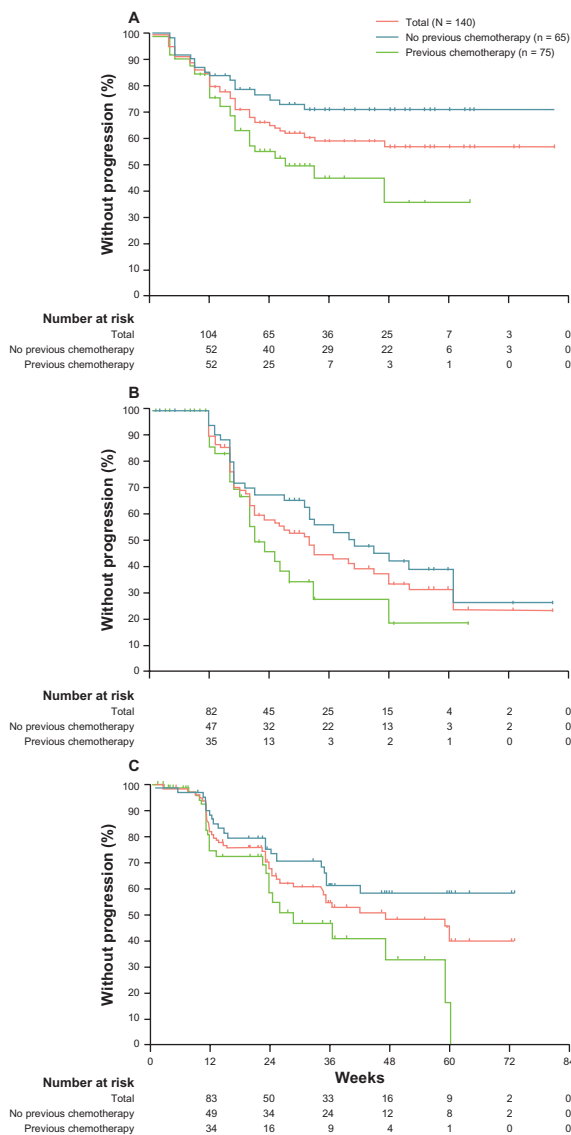 A
Total (N = 140)
No previous chemotherapy (n = 65)
Previous chemotherapy (n = 75)
Without progression (%)
100
90
80
70
60
50
40
30
20
10
0
Number at risk
Total 104 65 36 25 7 3 0
No previous chemotherapy 52 40 29 22 6 3 0
Previous chemotherapy 52 25 7 3 1 0 0
B
Without progression (%)
100
90
80
70
60
50
40
30
20
10
0
Number at risk
Total 82 45 25 15 4 2 0
No previous chemotherapy 47 32 22 13 3 2 0
Previous chemotherapy 35 13 3 2 1 0 0
C
Without progression (%)
100
90
80
70
60
50
40
30
20
10
0
0 12 24 36 48 60 72 84
Weeks
Number at risk
Total 83 50 33 16 9 2 0
No previous chemotherapy 49 34 24 12 8 2 0
Previous chemotherapy 34 16 9 4 1 0 0